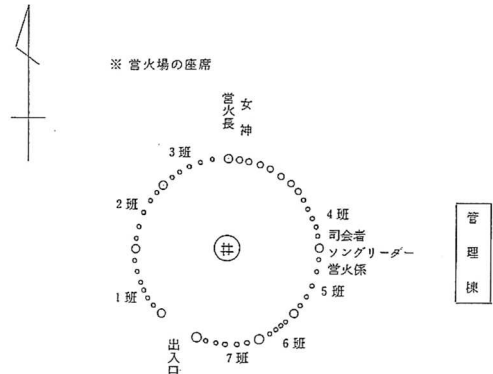 ※ 営火場の座席
女神
営火長
3班
2班
4班
司会者
ソングリーダー
営火係
1班
5班
6班
7班
出入口
管理棟
井